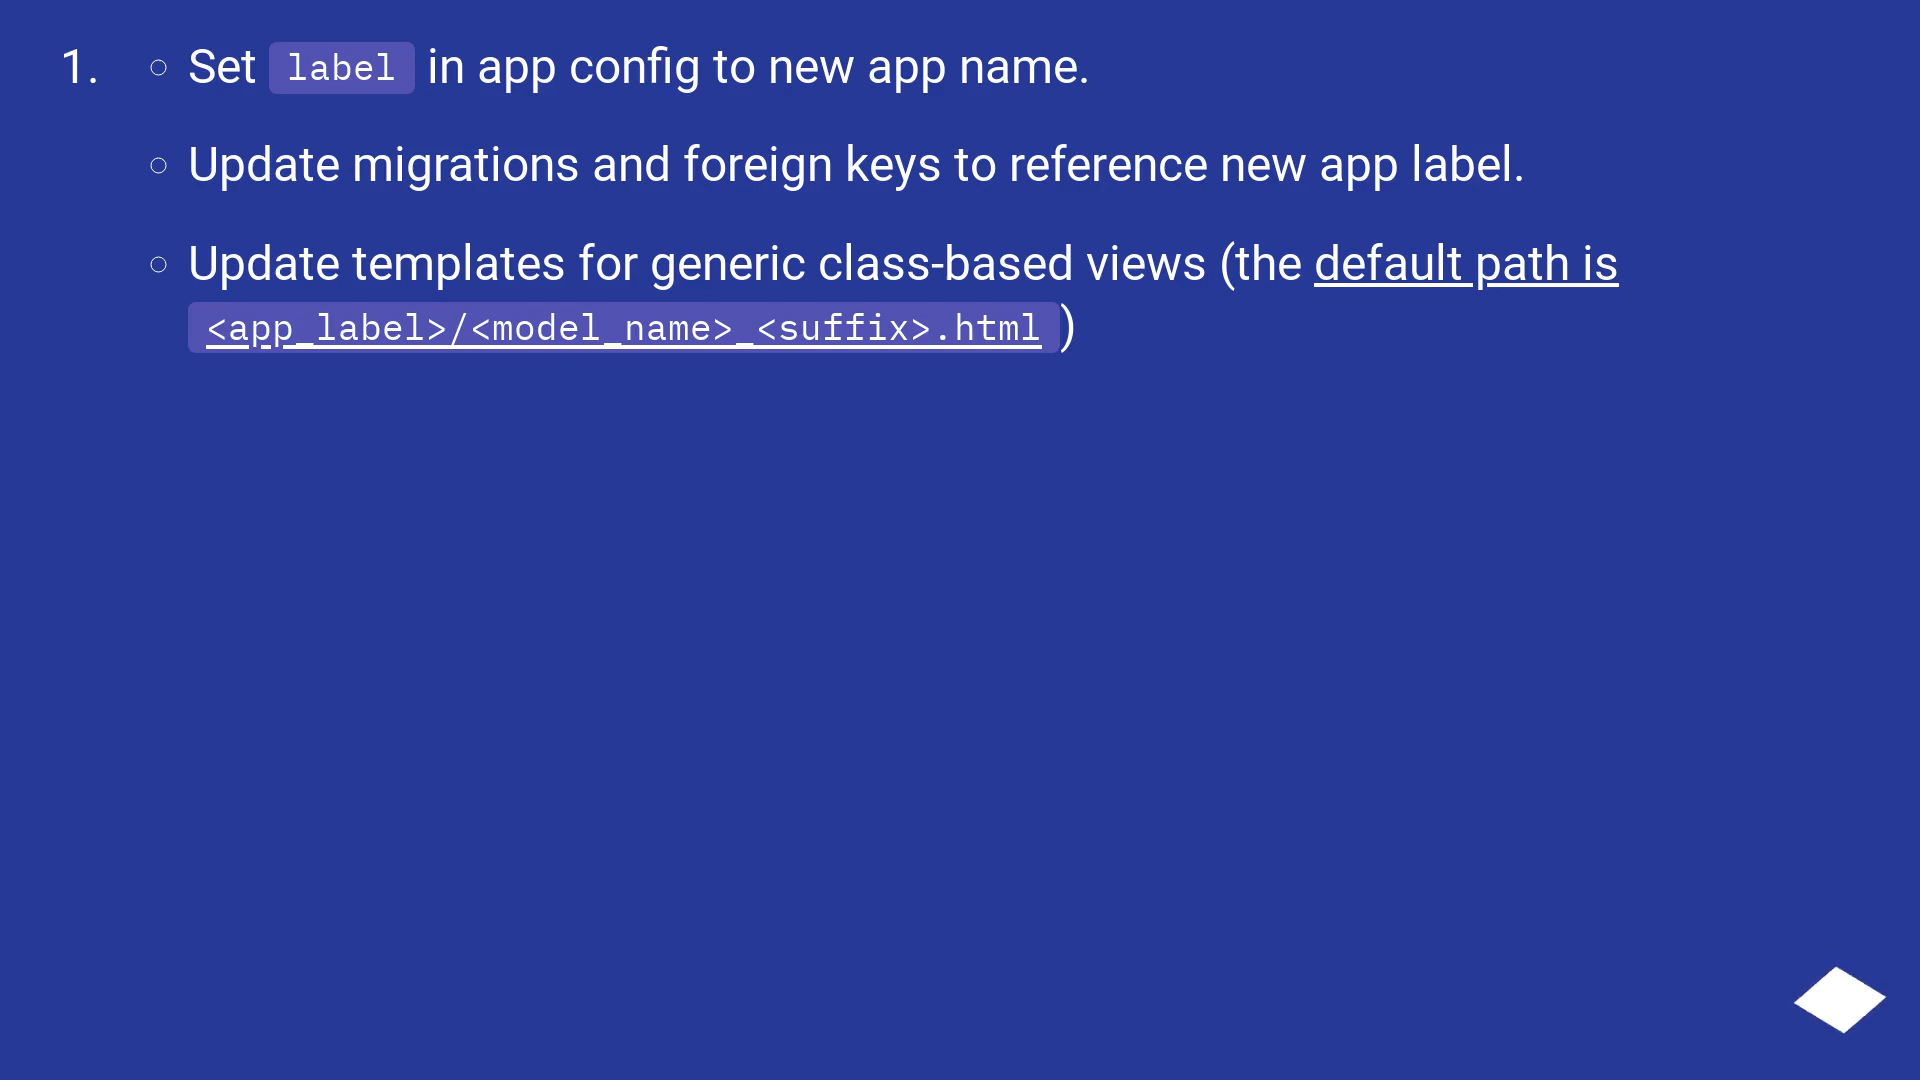 1. ○ Set label in app config to new app name.
○ Update migrations and foreign keys to reference new app label.
○ Update templates for generic class-based views (the default path is
<app_label>/<model_name>_<suffix>.html )